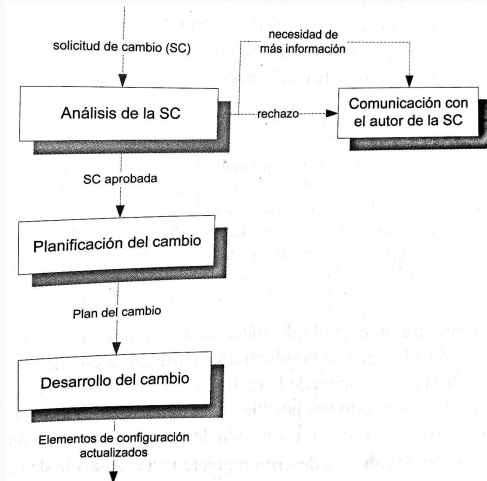 solicitud de cambio (SC)
necesidad de
más información
Análisis de la SC
rechazo
Comunicación con
el autor de la SC
SC aprobada
Planificación del cambio
Plan del cambio
Desarrollo del cambio
Elementos de configuración
actualizados